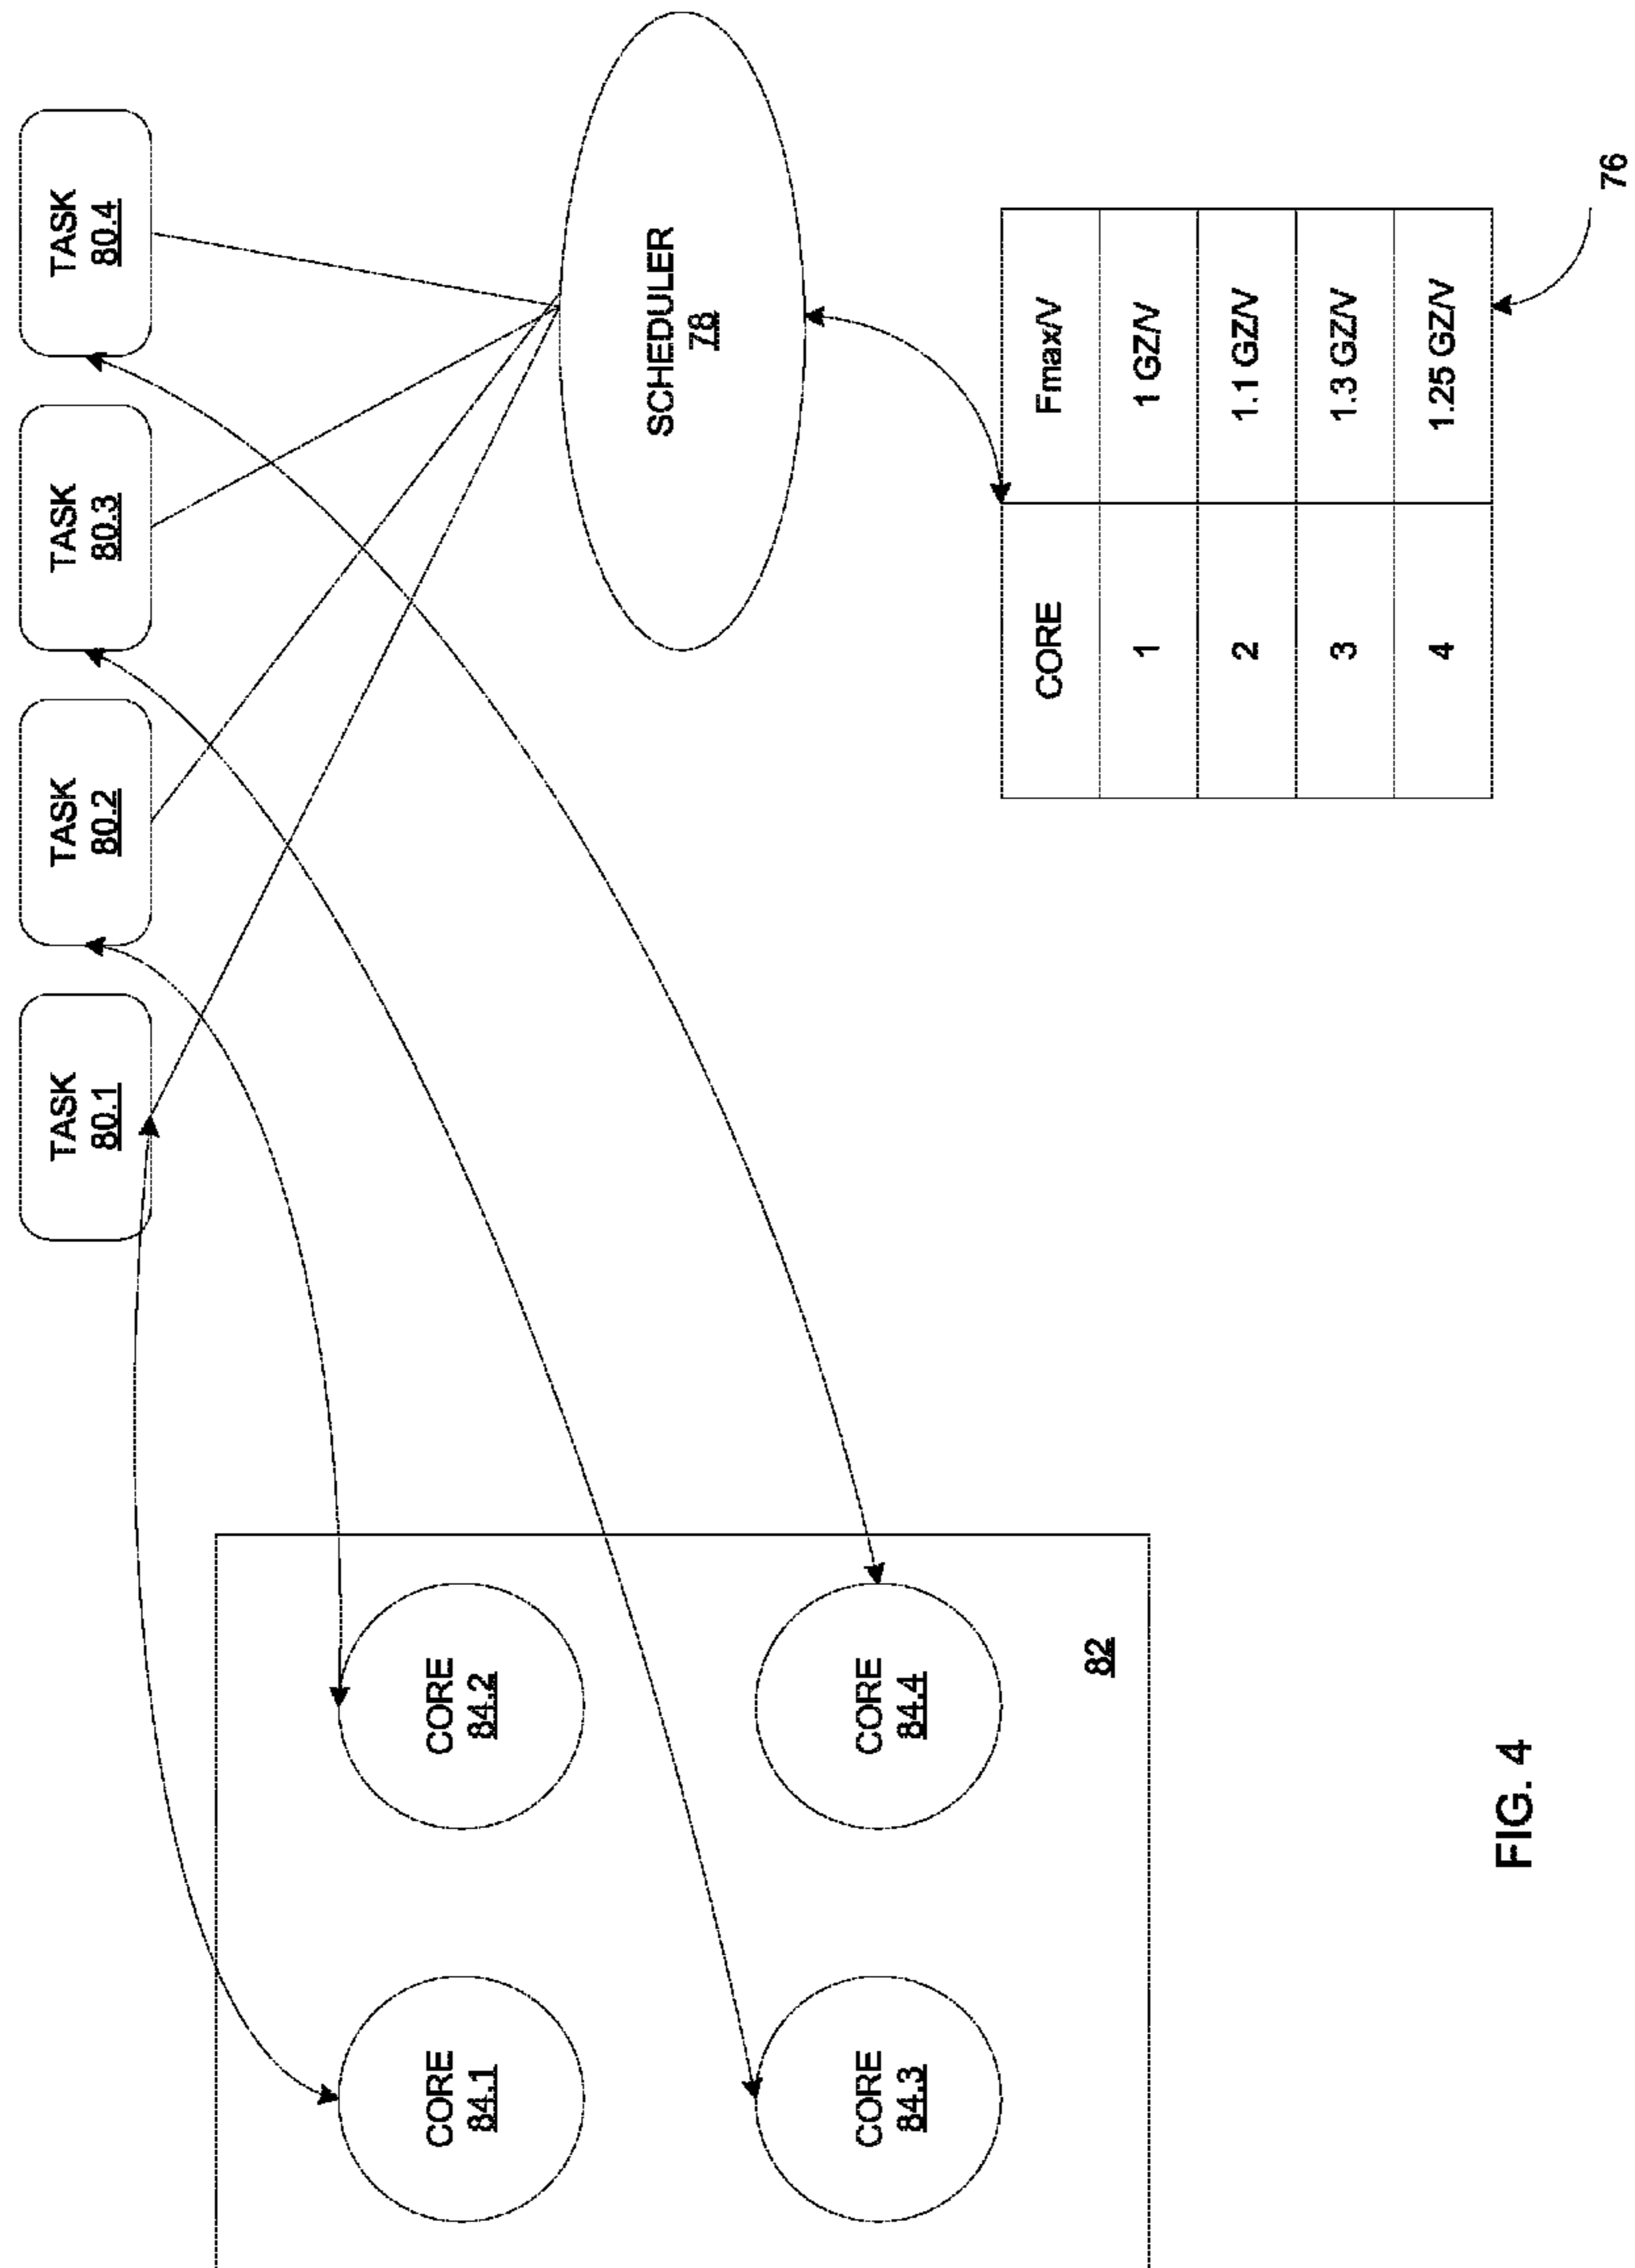 TASK
80.1
TASK
80.2
TASK
80.3
TASK
80.4
CORE
84.1
CORE
84.2
CORE
84.3
CORE
84.4
82
SCHEDULER
78
CORE Fmax/V
1 1 GZ/V
2 1.1 GZ/V
3 1.3 GZ/V
4 1.25 GZ/V
76
FIG. 4